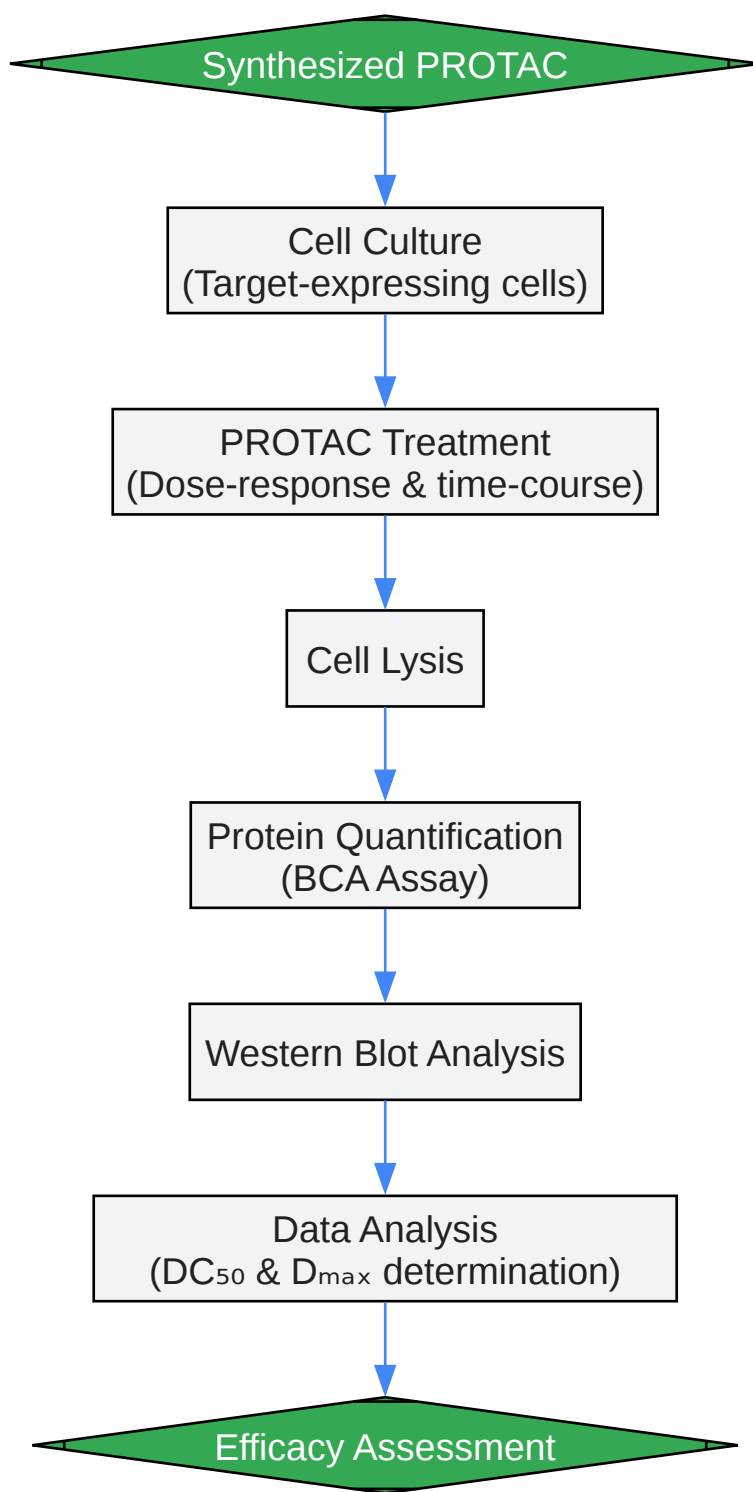 Synthesized PROTAC
Cell Culture
(Target-expressing cells)
PROTAC Treatment
(Dose-response & time-course)
Cell Lysis
Protein Quantification
(BCA Assay)
Western Blot Analysis
Data Analysis
(DC₅₀ & Dₘₐₓ determination)
Efficacy Assessment